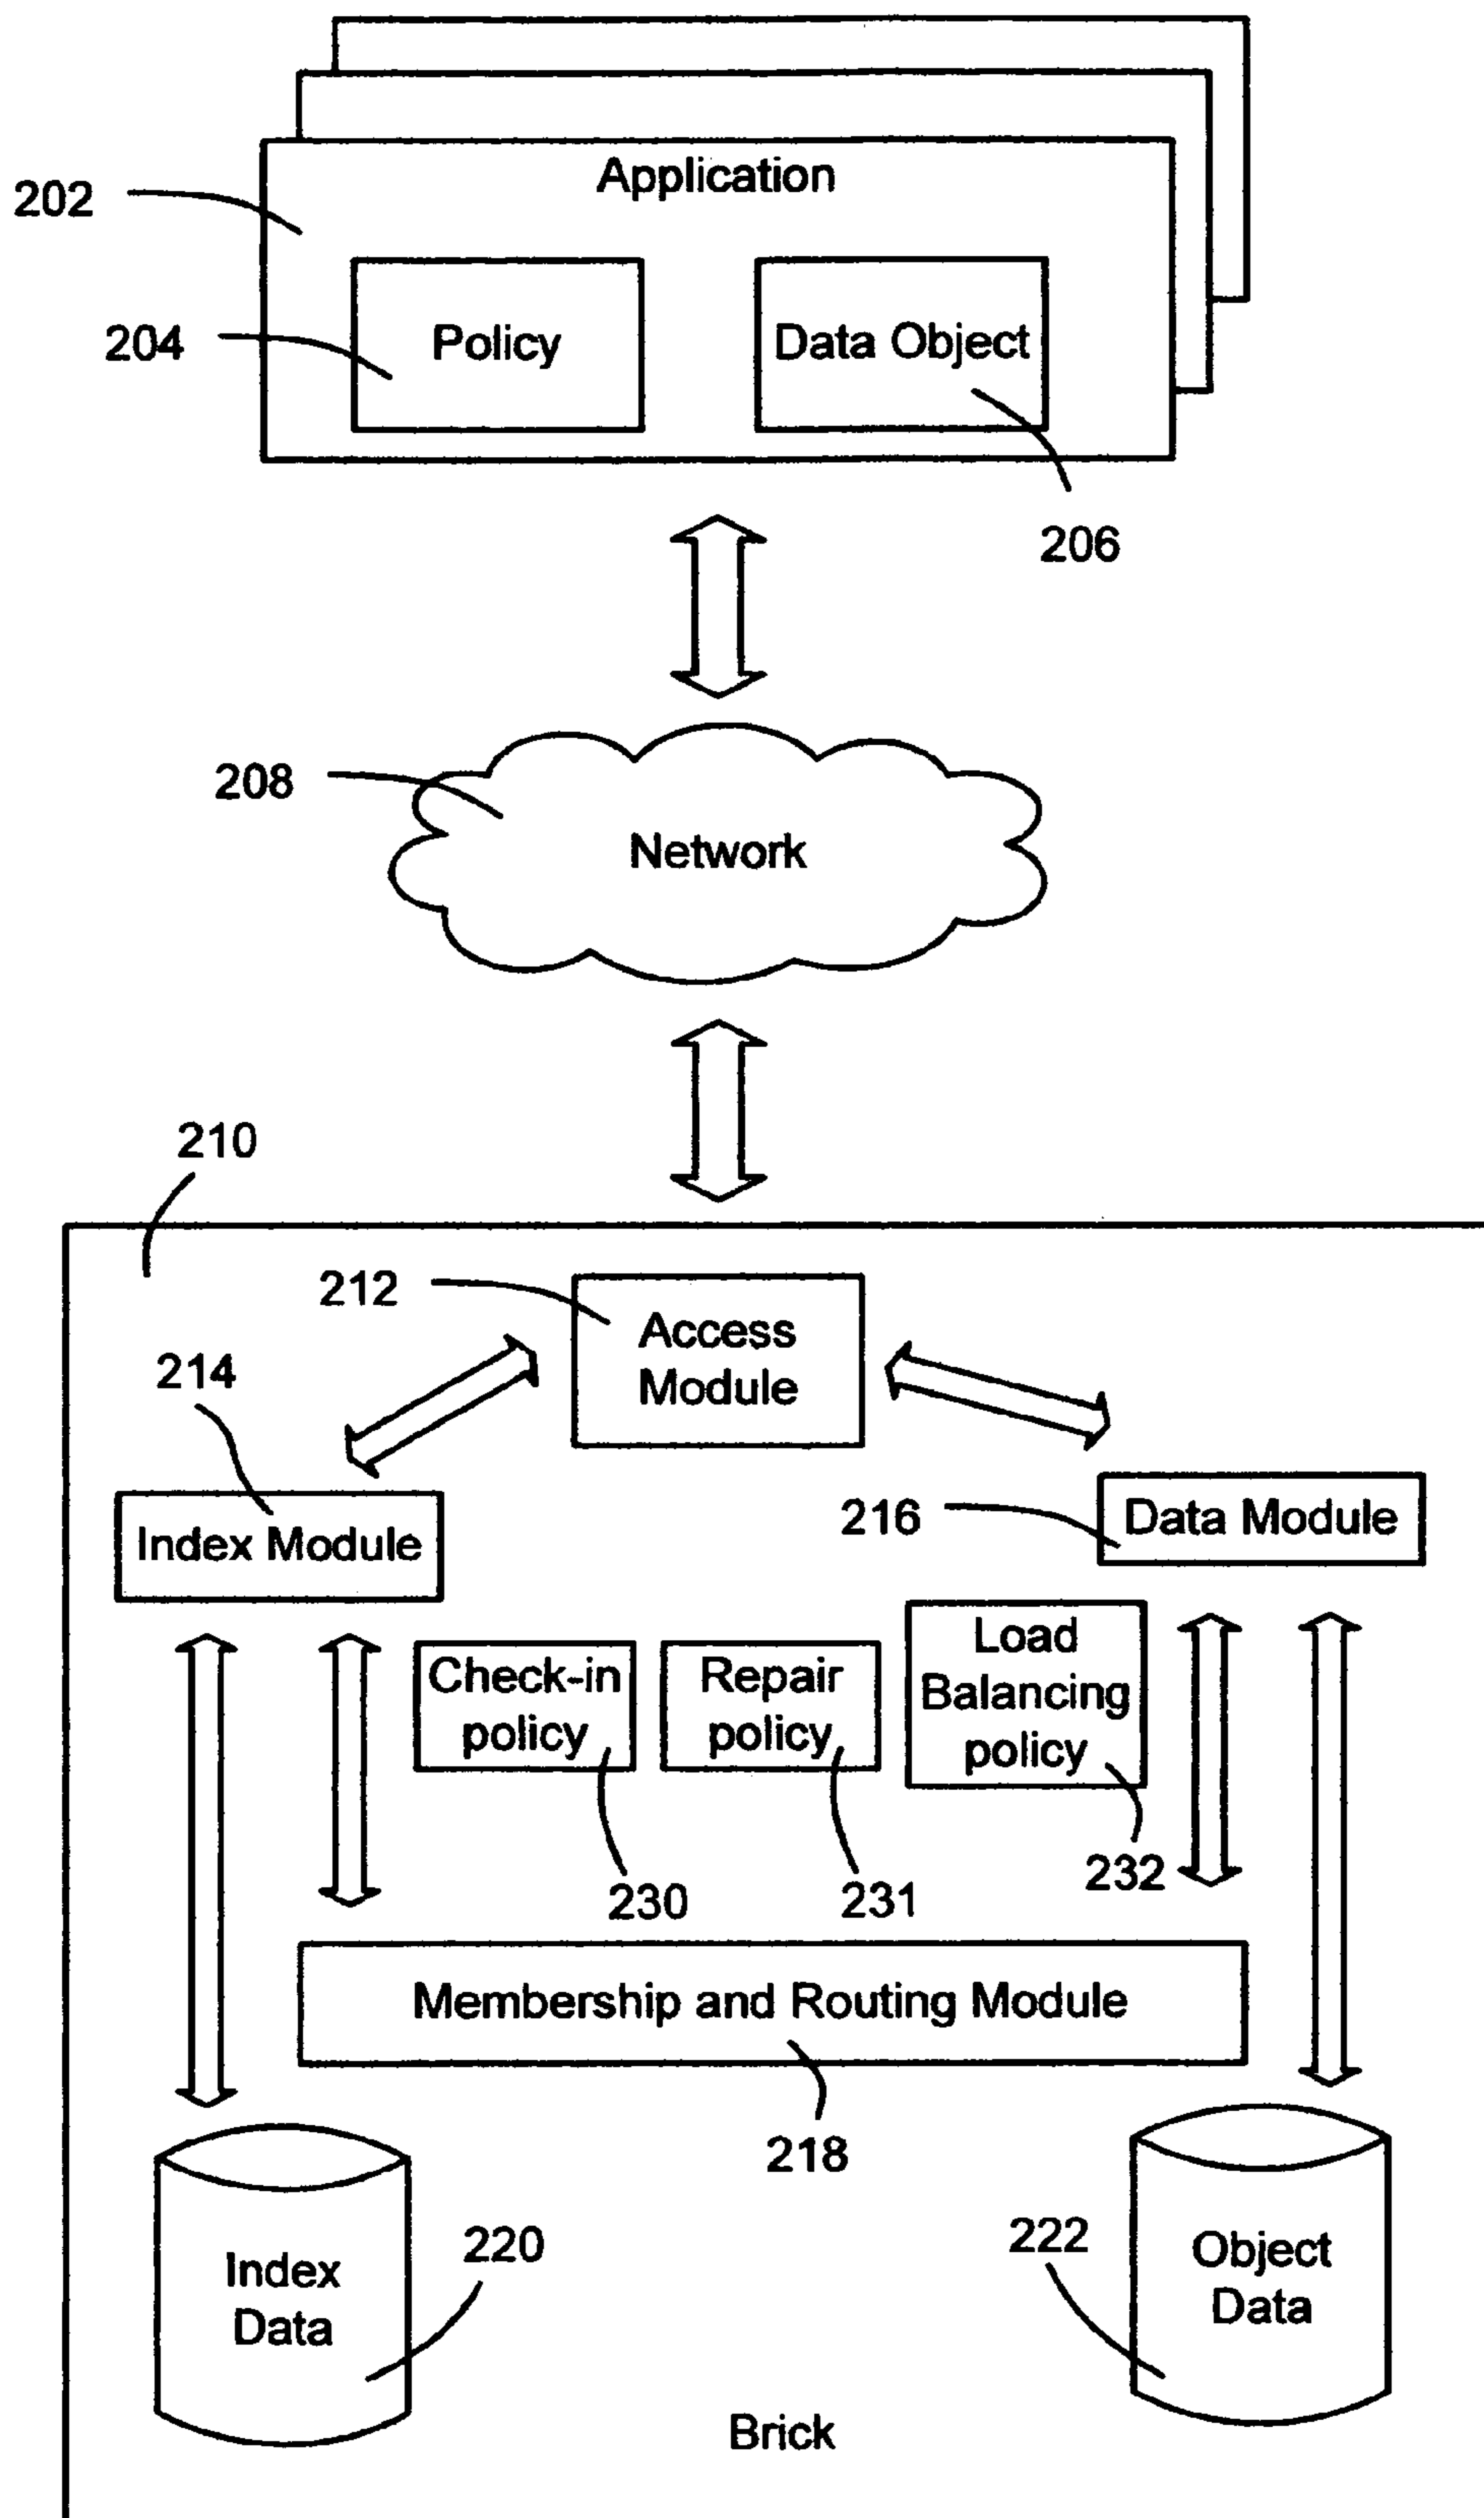 Application
202
204
Policy
Data Object
206
208
Network
210
212
Access
Module
214
Index Module
216
Data Module
Check-in
policy
Repair
policy
Load
Balancing
policy
230
231
232
Membership and Routing Module
218
220
222
Index
Data
Object
Data
Brick